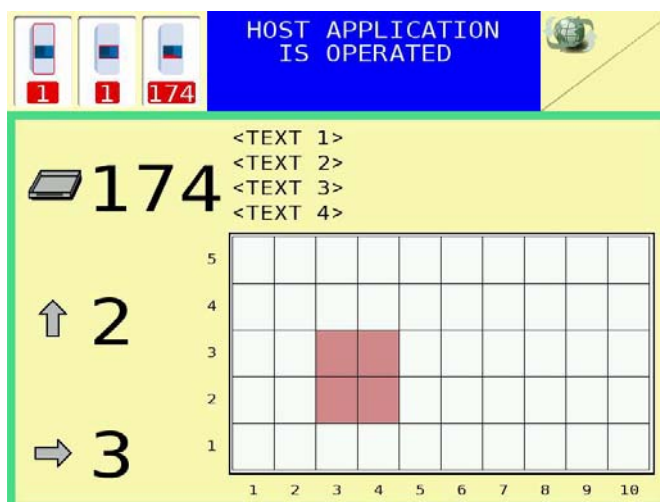 1 1 174
HOST APPLICATION
IS OPERATED
174
<TEXT 1>
<TEXT 2>
<TEXT 3>
<TEXT 4>
2
3
5
4
3
2
1
1 2 3 4 5 6 7 8 9 10